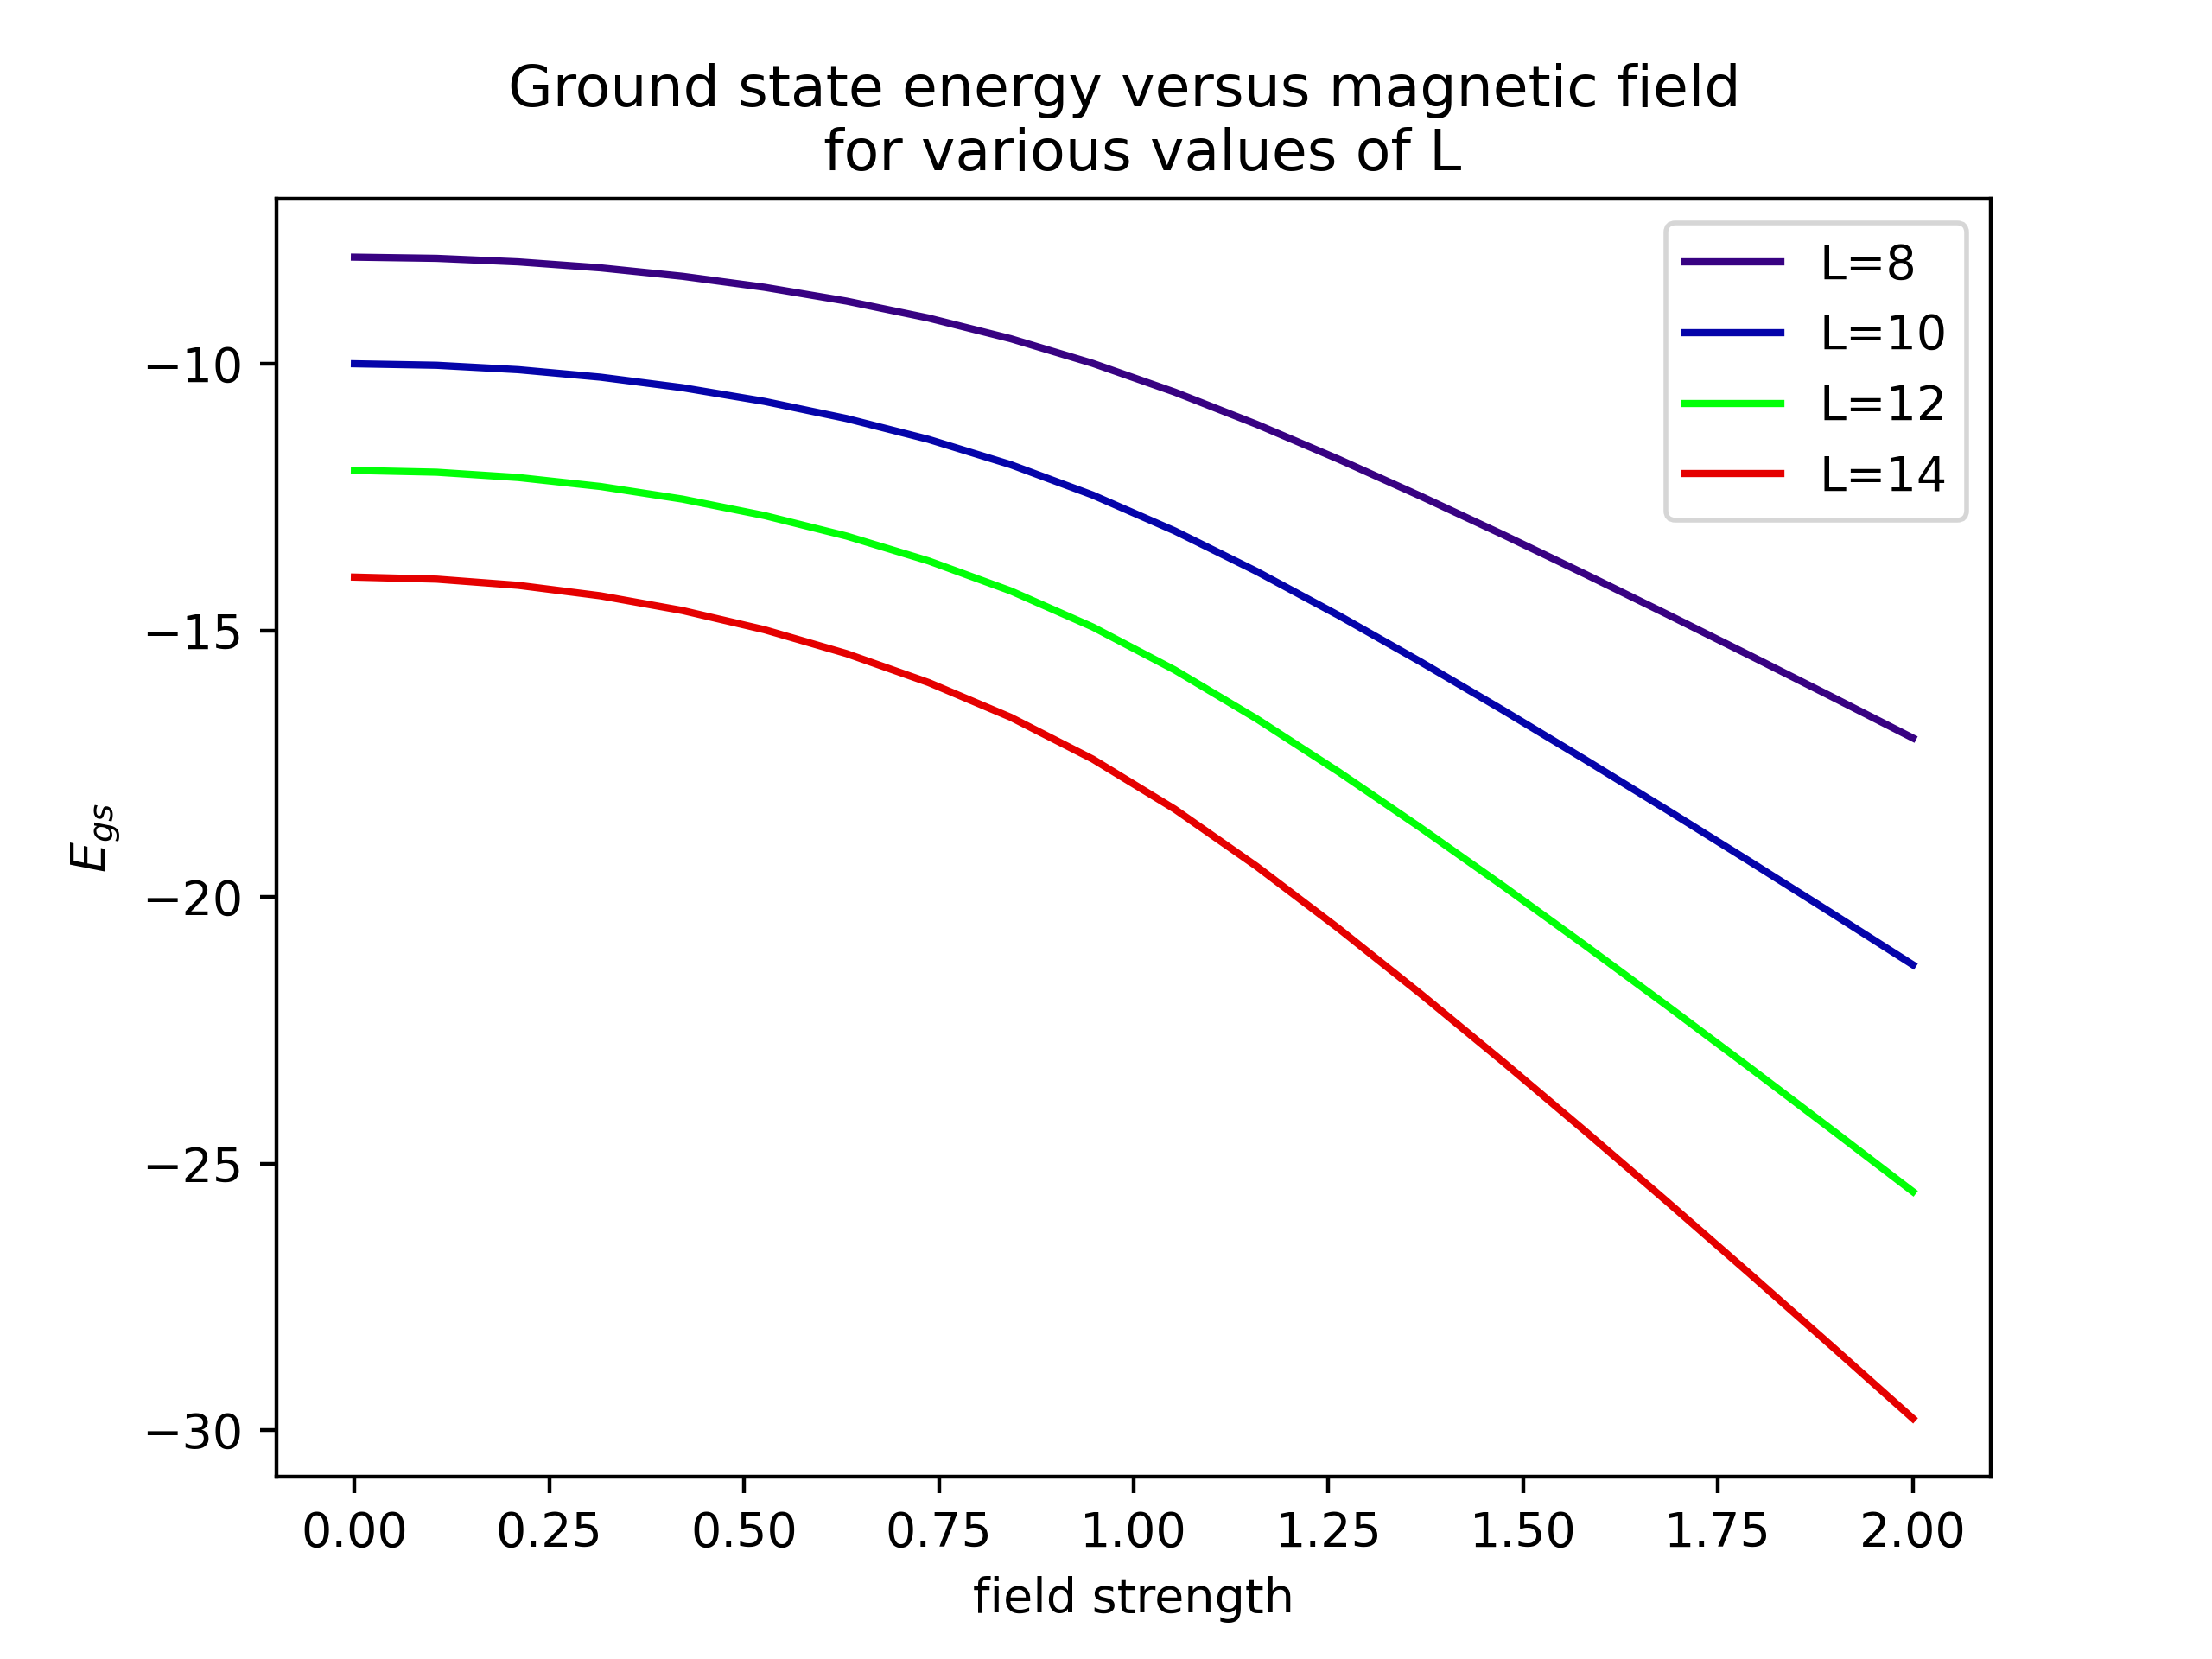 Ground state energy versus magnetic field
for various values of L
L=8
L=10
L=12
L=14
−10
−15
−20
−25
−30
E_gs
0.00 0.25 0.50 0.75 1.00 1.25 1.50 1.75 2.00
field strength